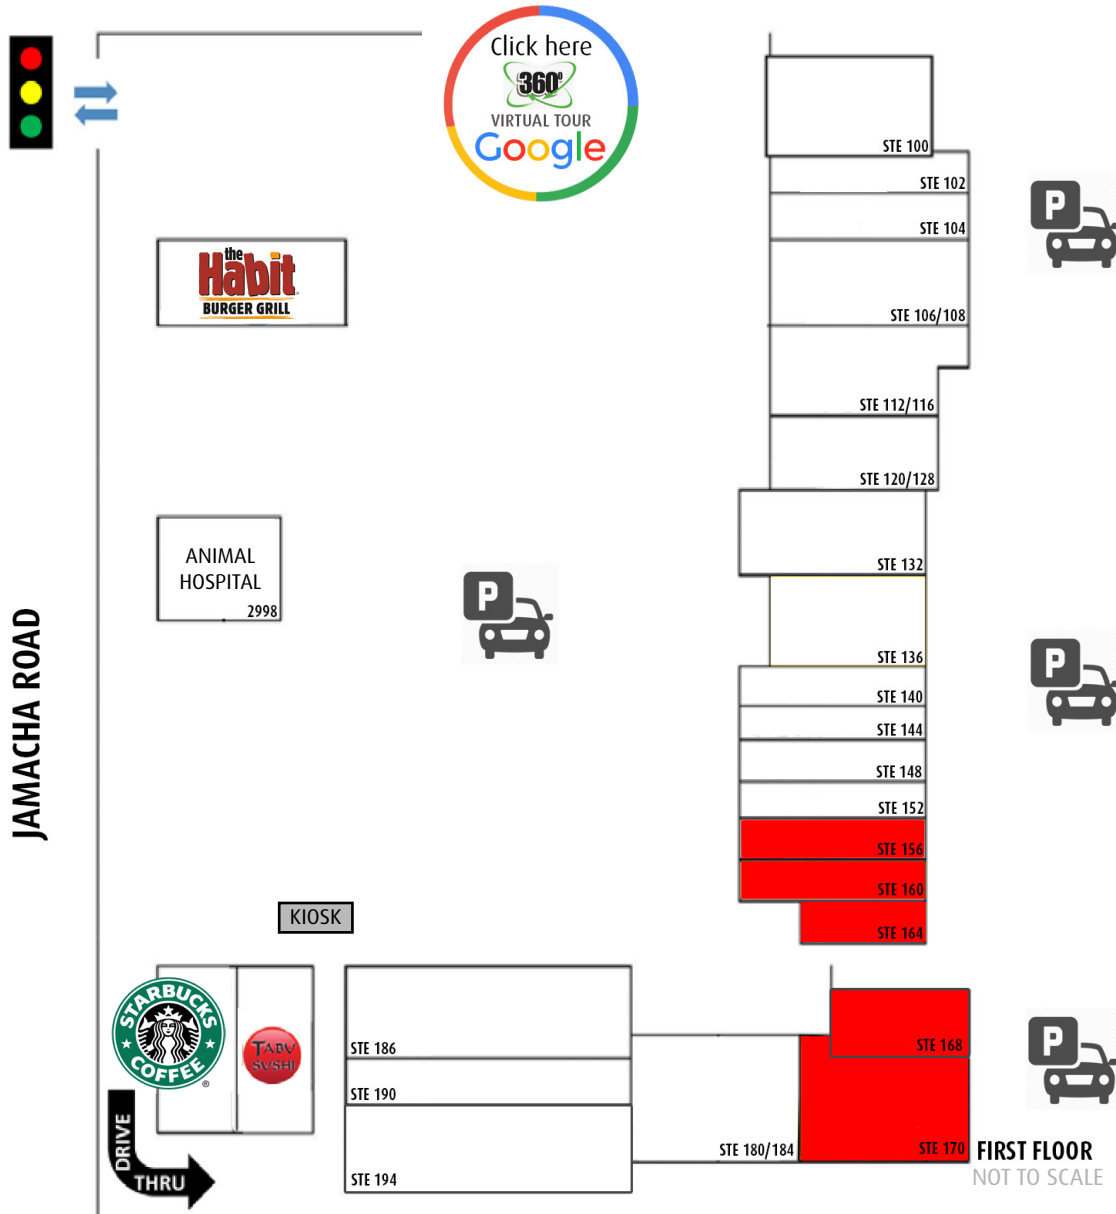 Click here
360°
VIRTUAL TOUR
Google
STE 100
STE 102
P
STE 104
the
Habit
BURGER GRILL
STE 106/108
STE 112/116
STE 120/128
ANIMAL
HOSPITAL
2998
STE 132
P
STE 136
P
JAMACHA ROAD
STE 140
STE 144
STE 148
STE 152
STE 156
STE 160
KIOSK
STE 164
STARBUCKS
COFFEE
®
TABU
SUSHI
STE 186
STE 168
P
STE 190
DRIVE
THRU
STE 194
STE 180/184
STE 170
FIRST FLOOR
NOT TO SCALE